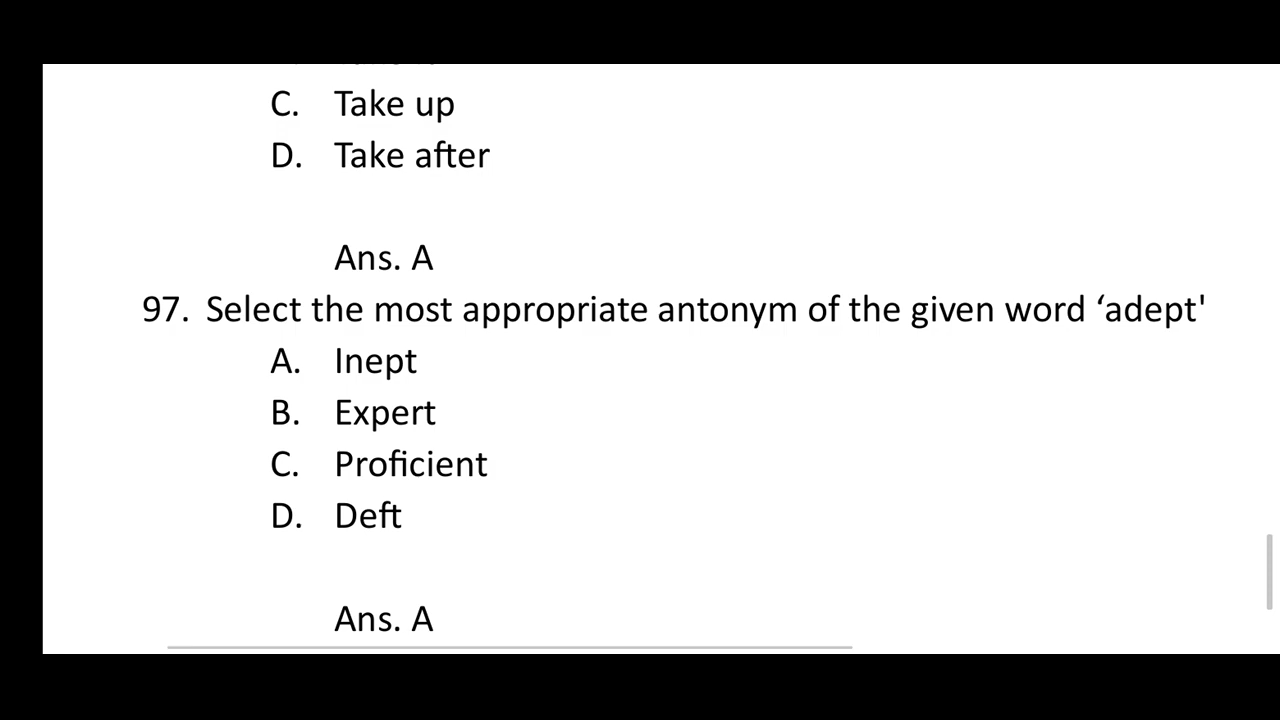 C. Take up
D. Take after
Ans. A
97. Select the most appropriate antonym of the given word ‘adept'
A. Inept
B. Expert
C. Proficient
D. Deft
Ans. A